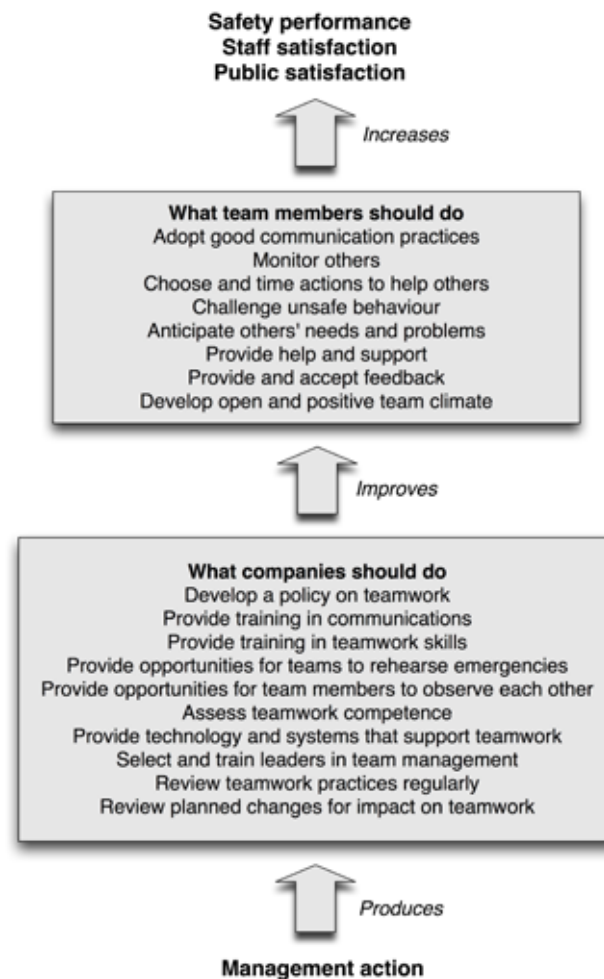 Safety performance
Staff satisfaction
Public satisfaction
Increases
What team members should do
Adopt good communication practices
Monitor others
Choose and time actions to help others
Challenge unsafe behaviour
Anticipate others' needs and problems
Provide help and support
Provide and accept feedback
Develop open and positive team climate
Improves
What companies should do
Develop a policy on teamwork
Provide training in communications
Provide training in teamwork skills
Provide opportunities for teams to rehearse emergencies
Provide opportunities for team members to observe each other
Assess teamwork competence
Provide technology and systems that support teamwork
Select and train leaders in team management
Review teamwork practices regularly
Review planned changes for impact on teamwork
Produces
Management action